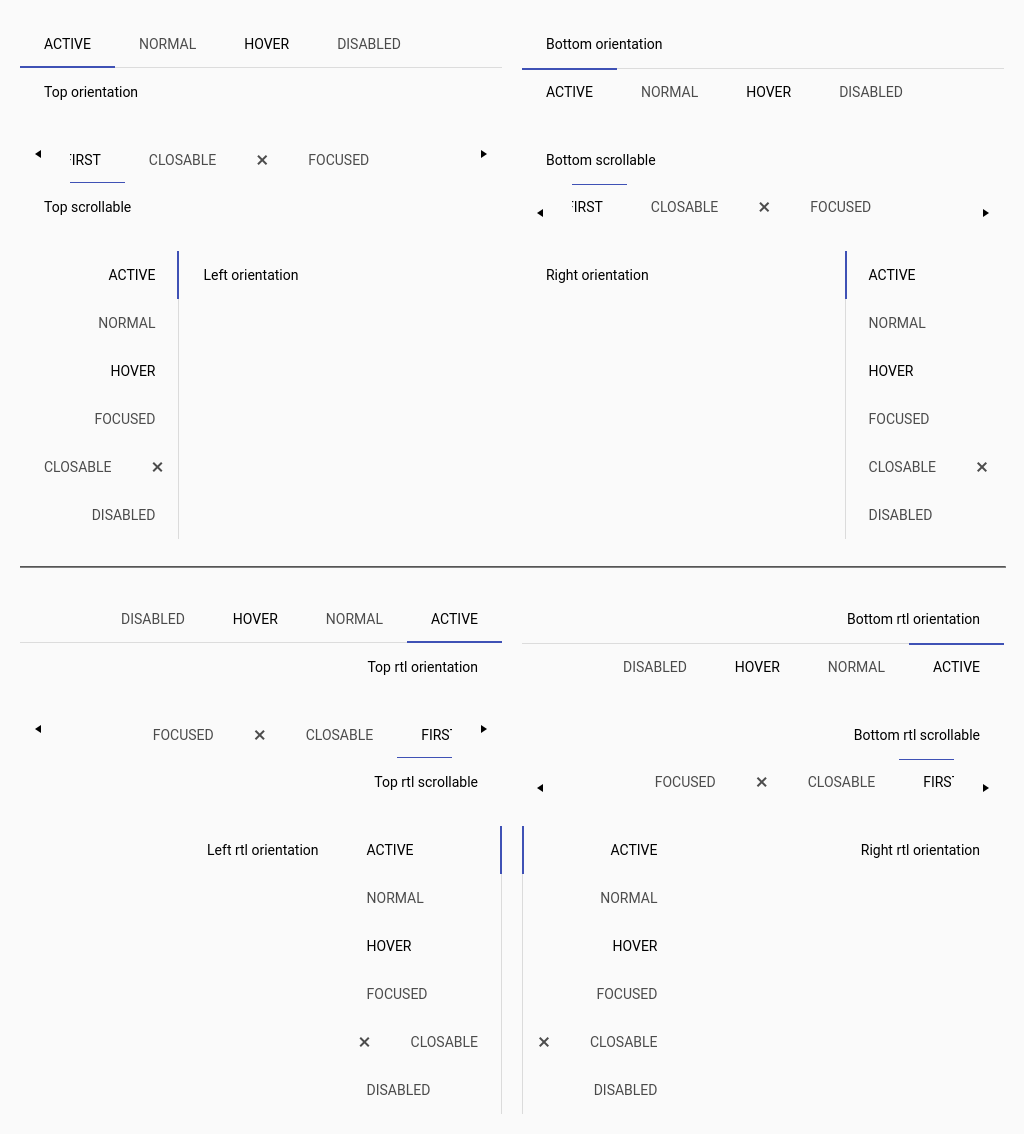 ACTIVE NORMAL HOVER DISABLED
Top orientation
Bottom orientation
ACTIVE NORMAL HOVER DISABLED
IRST CLOSABLE × FOCUSED
Top scrollable
Bottom scrollable
IRST CLOSABLE × FOCUSED
ACTIVE
NORMAL
HOVER
FOCUSED
CLOSABLE ×
DISABLED
Left orientation
Right orientation
ACTIVE
NORMAL
HOVER
FOCUSED
CLOSABLE ×
DISABLED
DISABLED HOVER NORMAL ACTIVE
Top rtl orientation
Bottom rtl orientation
DISABLED HOVER NORMAL ACTIVE
FOCUSED × CLOSABLE FIRS
Top rtl scrollable
Bottom rtl scrollable
FOCUSED × CLOSABLE FIRS
Left rtl orientation
ACTIVE
NORMAL
HOVER
FOCUSED
× CLOSABLE
DISABLED
ACTIVE
NORMAL
HOVER
FOCUSED
× CLOSABLE
DISABLED
Right rtl orientation